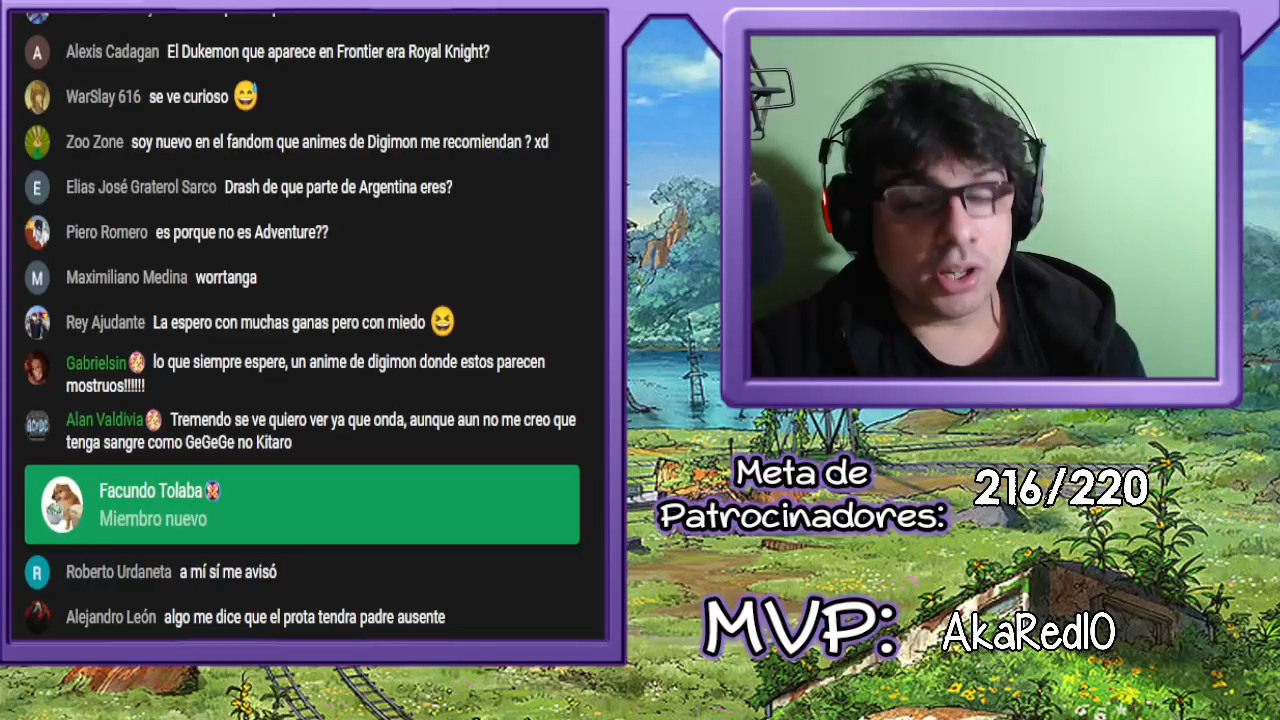 A Alexis Cadagan El Dukemon que aparece en Frontier era Royal Knight?
WarSlay 616 se ve curioso 😅
Zoo Zone soy nuevo en el fandom que animes de Digimon me recomiendan ? xd
E Elias José Graterol Sarco Drash de que parte de Argentina eres?
Piero Romero es porque no es Adventure??
M Maximiliano Medina worrtanga
Rey Ajudante La espero con muchas ganas pero con miedo 😆
Gabrielsin lo que siempre espere, un anime de digimon donde estos parecen
mostruos!!!!!!
AC/DC Alan Valdivia Tremendo se ve quiero ver ya que onda, aunque aun no me creo que
tenga sangre como GeGeGe no Kitaro
Facundo Tolaba
Miembro nuevo
R Roberto Urdaneta a mí sí me avisó
Alejandro León algo me dice que el prota tendra padre ausente
Meta de
Patrocinadores:
216/220
MVP:
AkaRed10